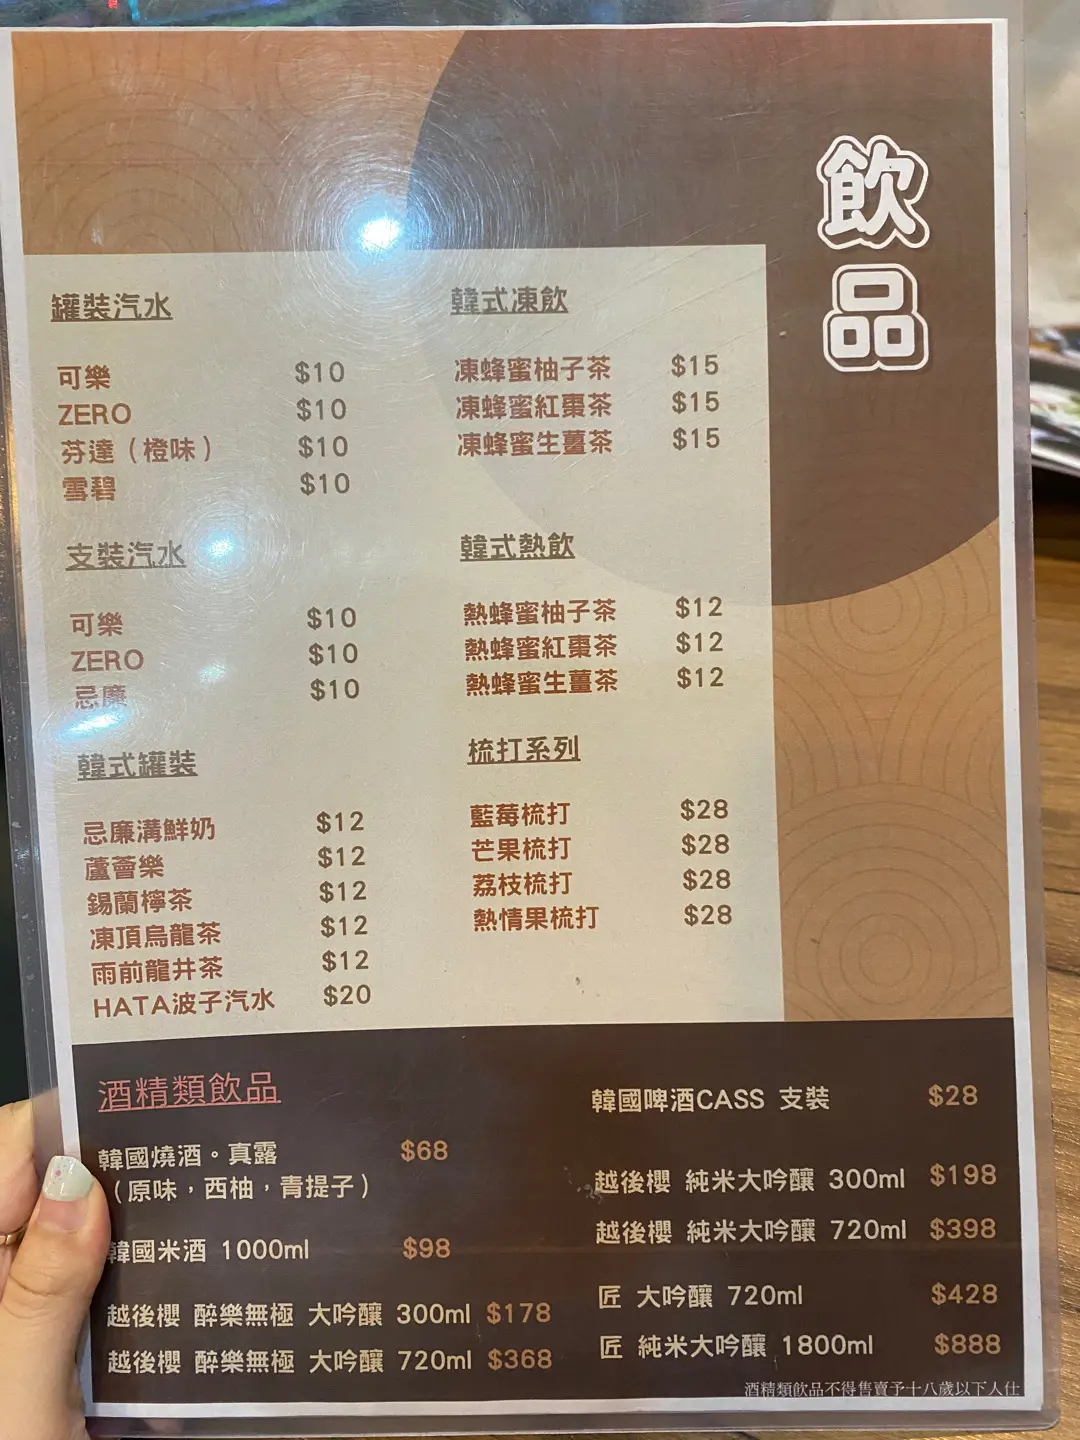 飲品
罐裝汽水
可樂 $10
ZERO $10
芬達（橙味） $10
雪碧 $10
支裝汽水
可樂 $10
ZERO $10
忌廉 $10
韓式罐裝
忌廉溝鮮奶 $12
蘆薈樂 $12
錫蘭檸茶 $12
凍頂烏龍茶 $12
雨前龍井茶 $12
HATA波子汽水 $20
韓式凍飲
凍蜂蜜柚子茶 $15
凍蜂蜜紅棗茶 $15
凍蜂蜜生薑茶 $15
韓式熱飲
熱蜂蜜柚子茶 $12
熱蜂蜜紅棗茶 $12
熱蜂蜜生薑茶 $12
梳打系列
藍莓梳打 $28
芒果梳打 $28
荔枝梳打 $28
熱情果梳打 $28
酒精類飲品
韓國燒酒。真露 $68
（原味，西柚，青提子）
韓國米酒 1000ml $98
越後櫻 醉樂無極 大吟釀 300ml $178
越後櫻 醉樂無極 大吟釀 720ml $368
韓國啤酒CASS 支裝 $28
越後櫻 純米大吟釀 300ml $198
越後櫻 純米大吟釀 720ml $398
匠 大吟釀 720ml $428
匠 純米大吟釀 1800ml $888
酒精類飲品不得售賣予十八歲以下人仕